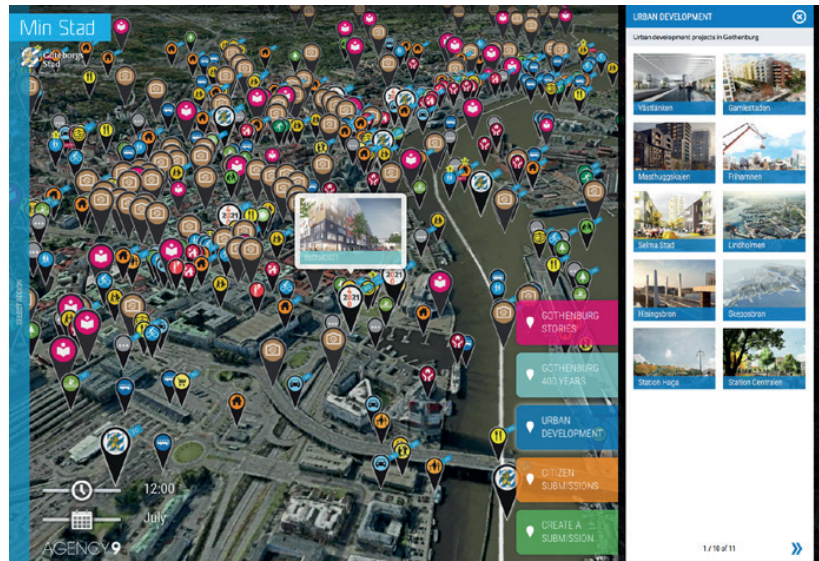 Min Stad
Göteborgs
Stad
2021
2021
GOTHENBURG
STORIES
GOTHENBURG
400 YEARS
URBAN
DEVELOPMENT
CITIZEN
SUBMISSIONS
CREATE A
SUBMISSION
12:00
July
AGENCY9
URBAN DEVELOPMENT
Urban development projects in Gothenburg
Västlänken
Gamlestaden
Masthuggskajen
Frihamnen
Selma Stad
Lindholmen
Hisingsbron
Skeppsbron
Station Haga
Station Centralen
1 / 10 of 11